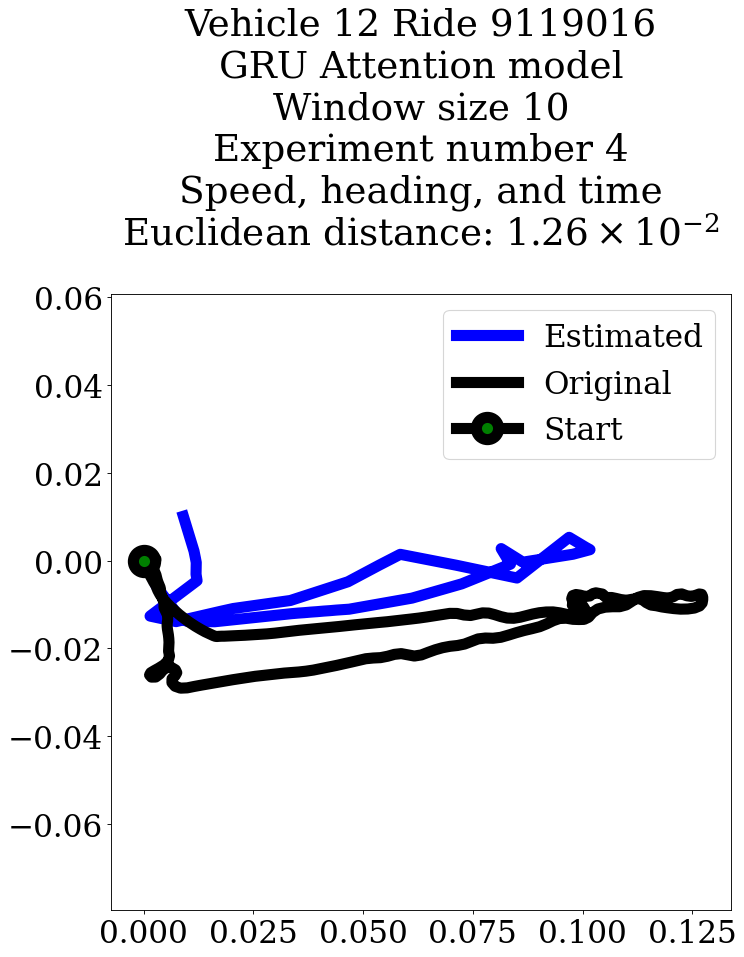 Vehicle 12 Ride 9119016
GRU Attention model
Window size 10
Experiment number 4
Speed, heading, and time
Euclidean distance: 1.26 × 10⁻²
0.06
0.04
0.02
0.00
−0.02
−0.04
−0.06
Estimated
Original
Start
0.000 0.025 0.050 0.075 0.100 0.125